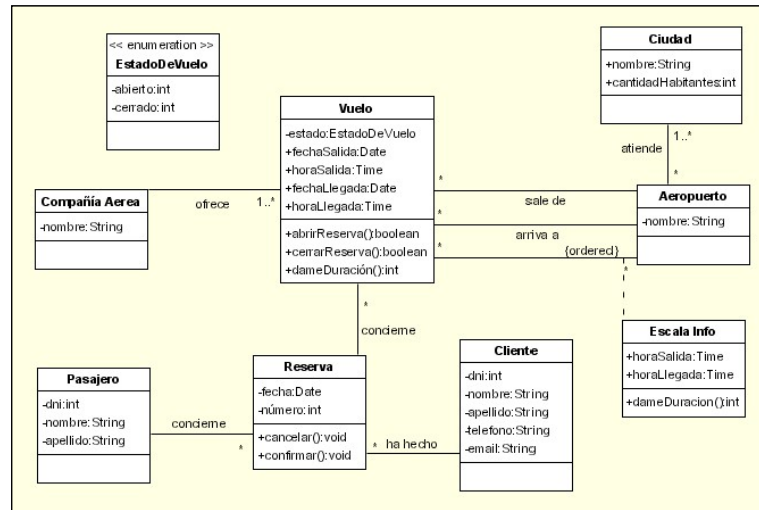 << enumeration >>
EstadoDeVuelo
-abierto:int
-cerrado:int
Ciudad
+nombre:String
+cantidadHabitantes:int
1..*
atiende
*
Vuelo
-estado:EstadoDeVuelo
+fechaSalida:Date
+horaSalida:Time
+fechaLlegada:Date
+horaLlegada:Time
+abrirReserva():boolean
+cerrarReserva():boolean
+dameDuración():int
Compañía Aerea
-nombre:String
ofrece
1..*
*
sale de
*
arriva a
*
{ordered}
*
Aeropuerto
-nombre:String
Escala Info
+horaSalida:Time
+horaLlegada:Time
+dameDuracion():int
*
concierne
Reserva
-fecha:Date
-número:int
+cancelar():void
+confirmar():void
Pasajero
-dni:int
-nombre:String
-apellido:String
concierne
*
* ha hecho
Cliente
-dni:int
-nombre:String
-apellido:String
-telefono:String
-email:String